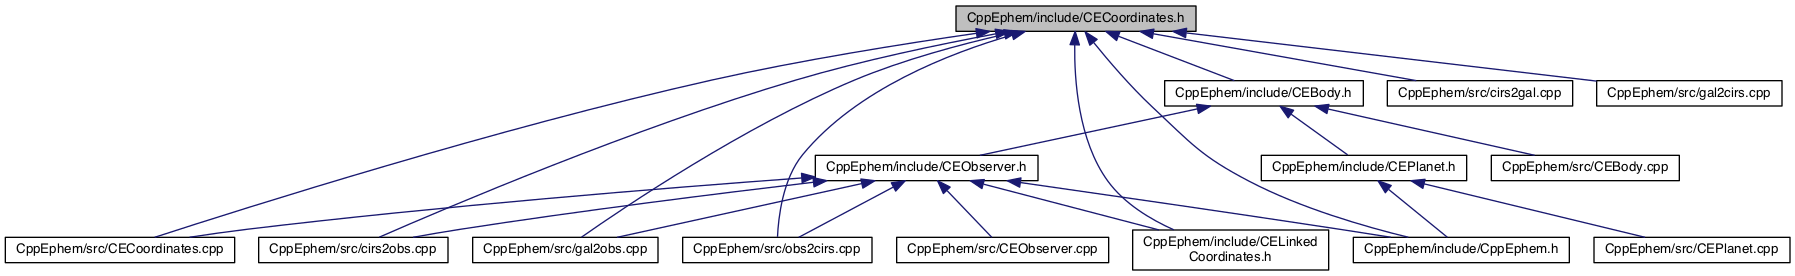 CppEphem/include/CECoordinates.h
CppEphem/include/CEBody.h
CppEphem/src/cirs2gal.cpp
CppEphem/src/gal2cirs.cpp
CppEphem/include/CEObserver.h
CppEphem/include/CEPlanet.h
CppEphem/src/CEBody.cpp
CppEphem/src/CECoordinates.cpp
CppEphem/src/cirs2obs.cpp
CppEphem/src/gal2obs.cpp
CppEphem/src/obs2cirs.cpp
CppEphem/src/CEObserver.cpp
CppEphem/include/CELinked
Coordinates.h
CppEphem/include/CppEphem.h
CppEphem/src/CEPlanet.cpp